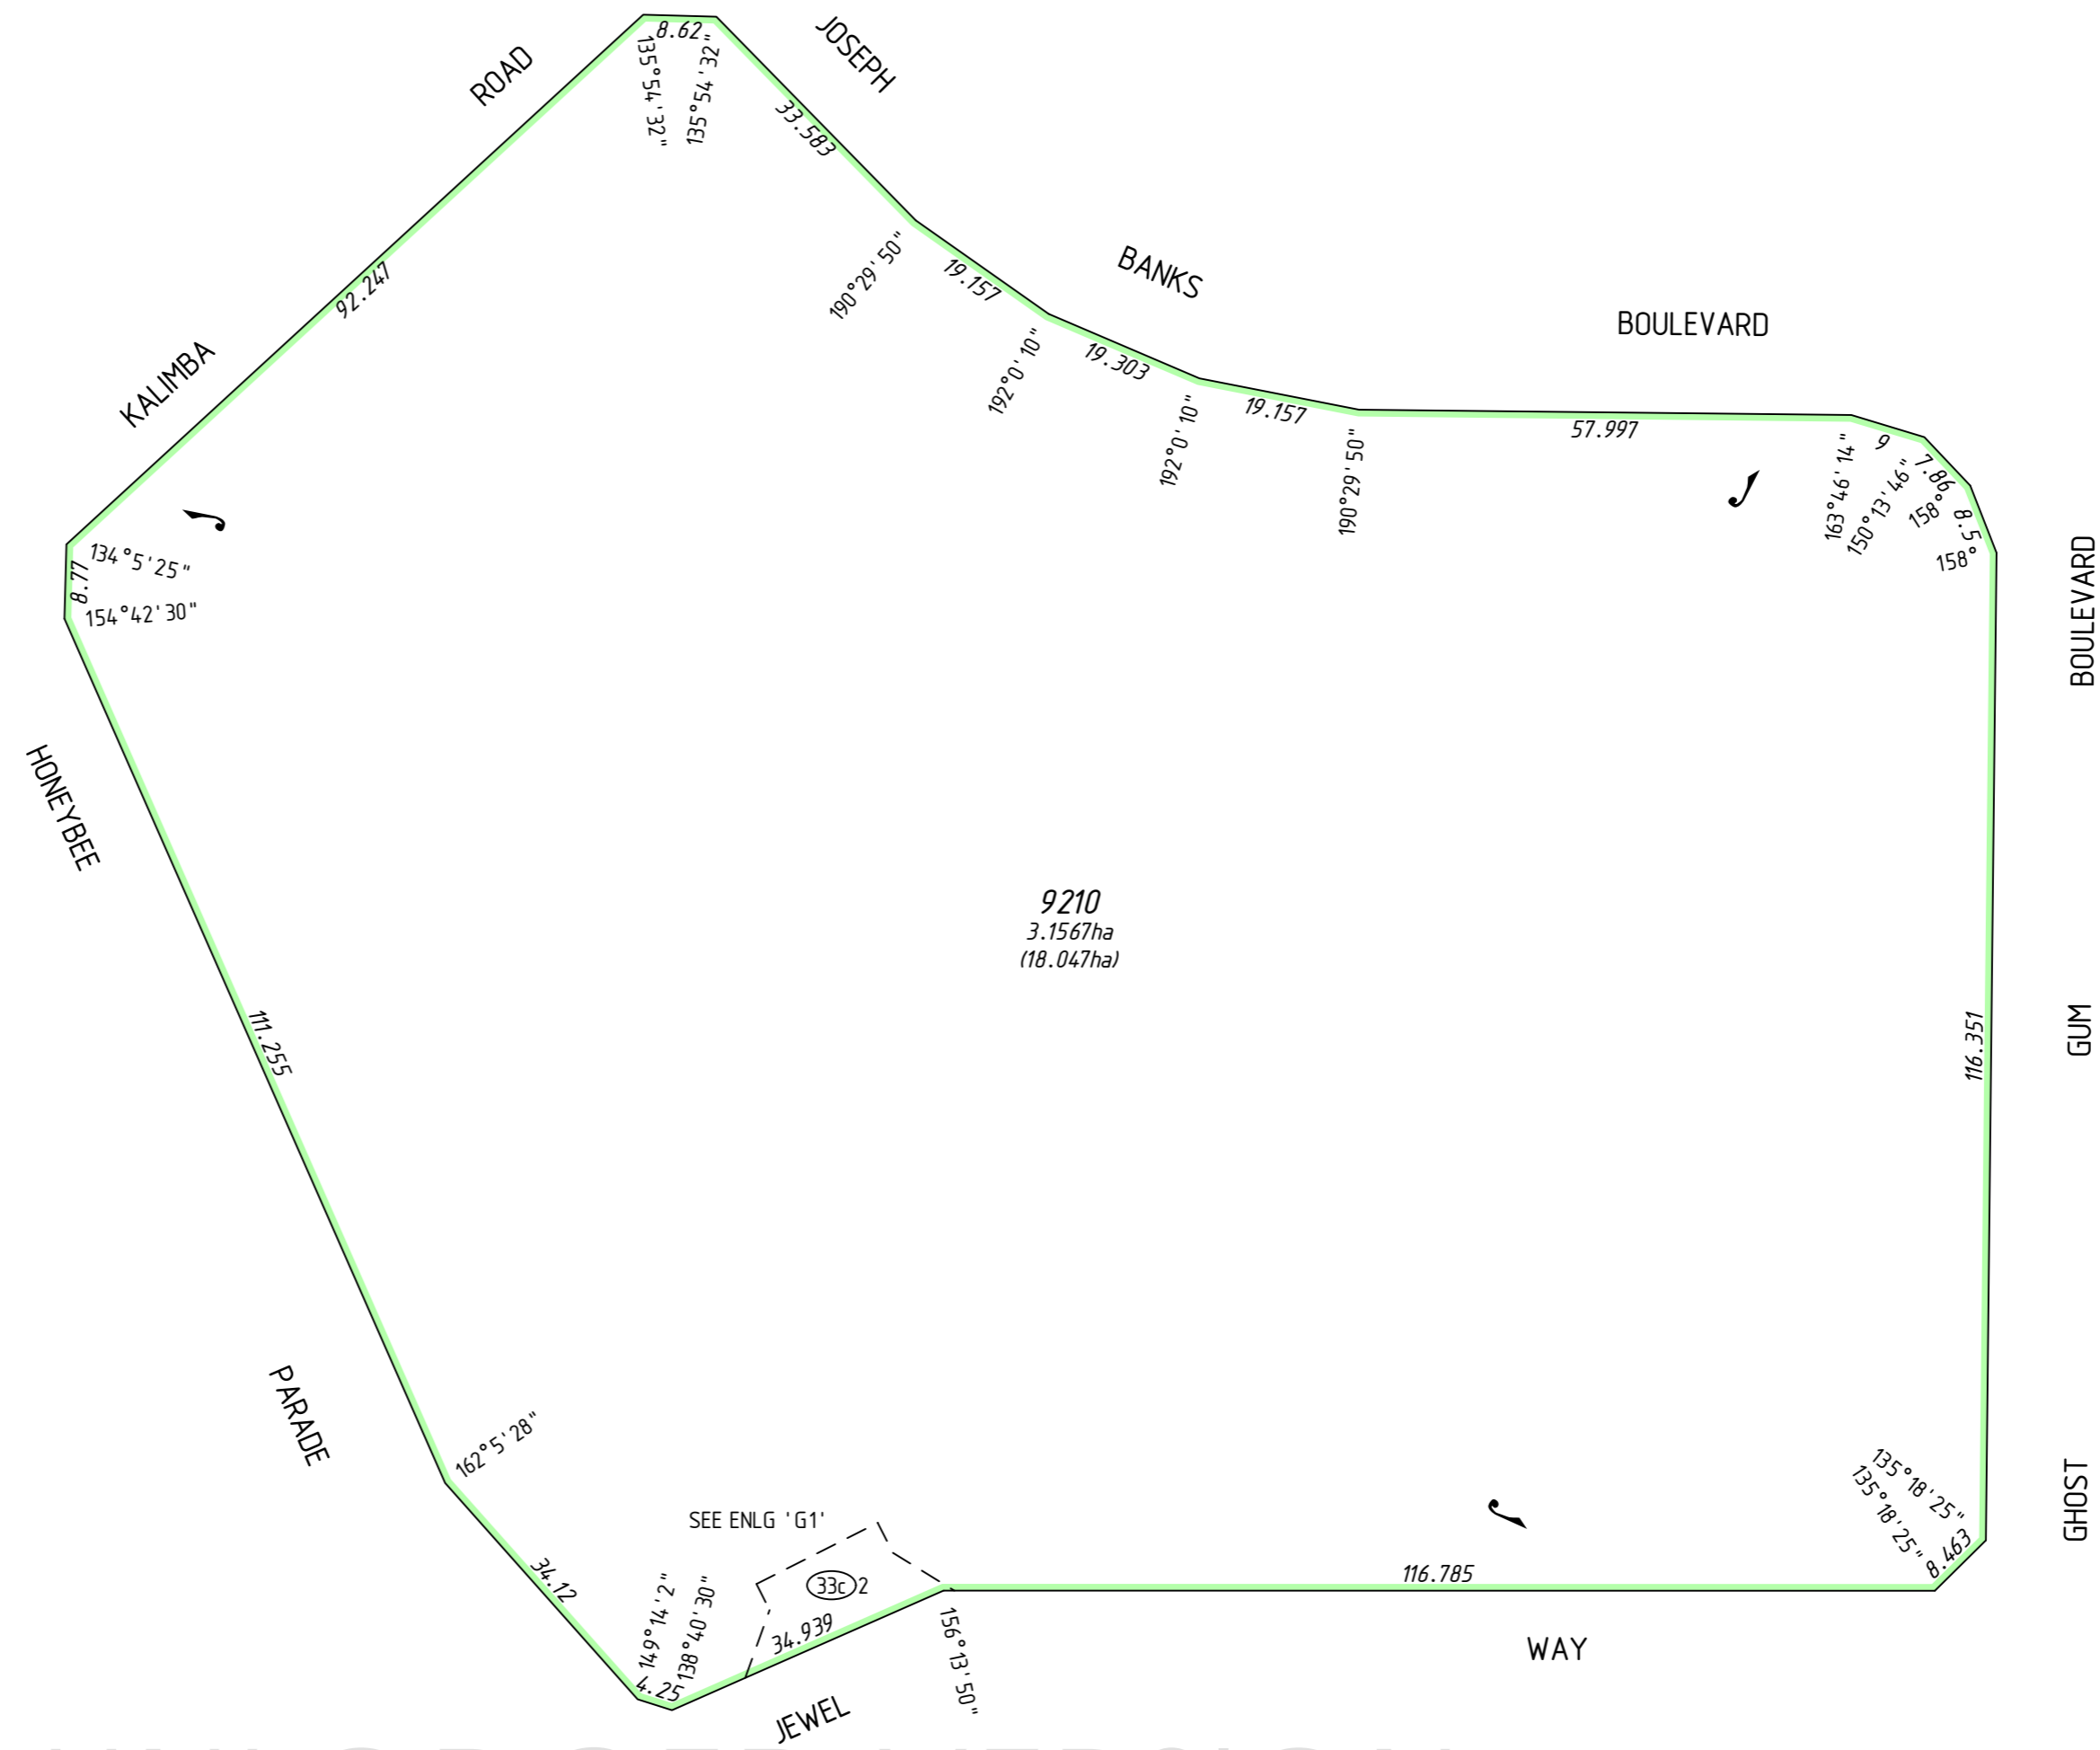 8.62
135°54'32"
135°54'32"
JOSEPH
ROAD
33.583
190°29'50"
19.157
BANKS
92.247
192°0'10"
19.303
BOULEVARD
KALIMBA
192°0'10"
19.157
190°29'50"
57.997
163°46'14"
9
150°13'46"
7.86
158°
8.5
158°
134°5'25"
8.77
154°42'30"
BOULEVARD
HONEYBEE
9210
3.1567ha
(18.047ha)
111.255
116.351
GUM
PARADE
162°5'28"
SEE ENLG 'G1'
135°18'25"
135°18'25"
8.463
GHOST
34.12
149°14'2"
138°40'30"
4.25
33c 2
34.939
116.785
156°13'50"
WAY
JEWEL